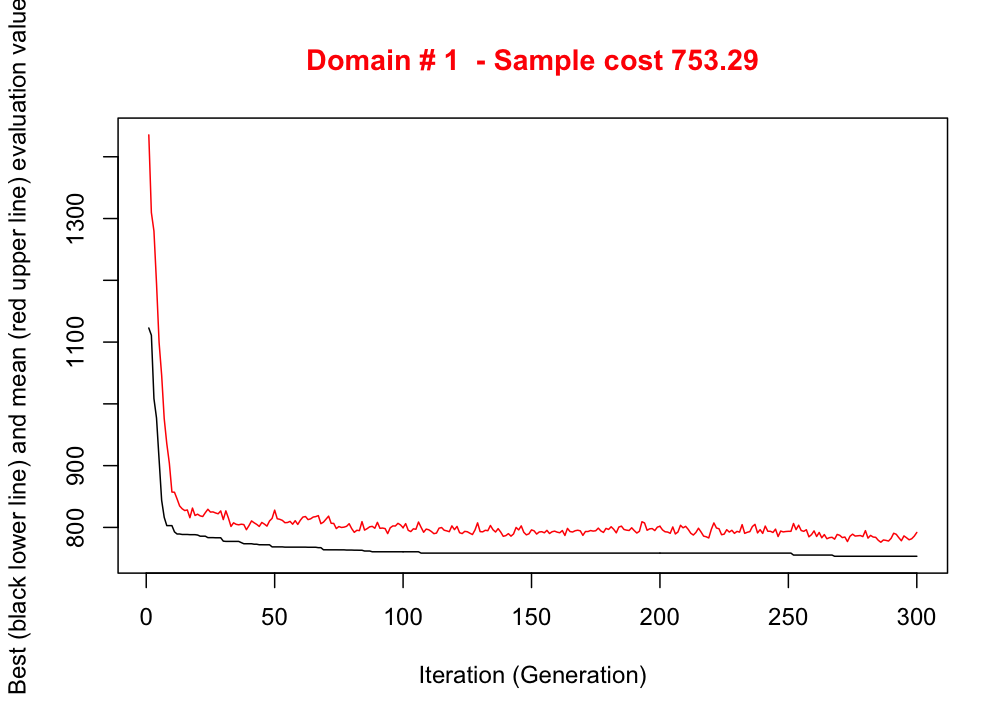 Domain # 1 - Sample cost 753.29
Best (black lower line) and mean (red upper line) evaluation value
1300
1100
900
800
0 50 100 150 200 250 300
Iteration (Generation)